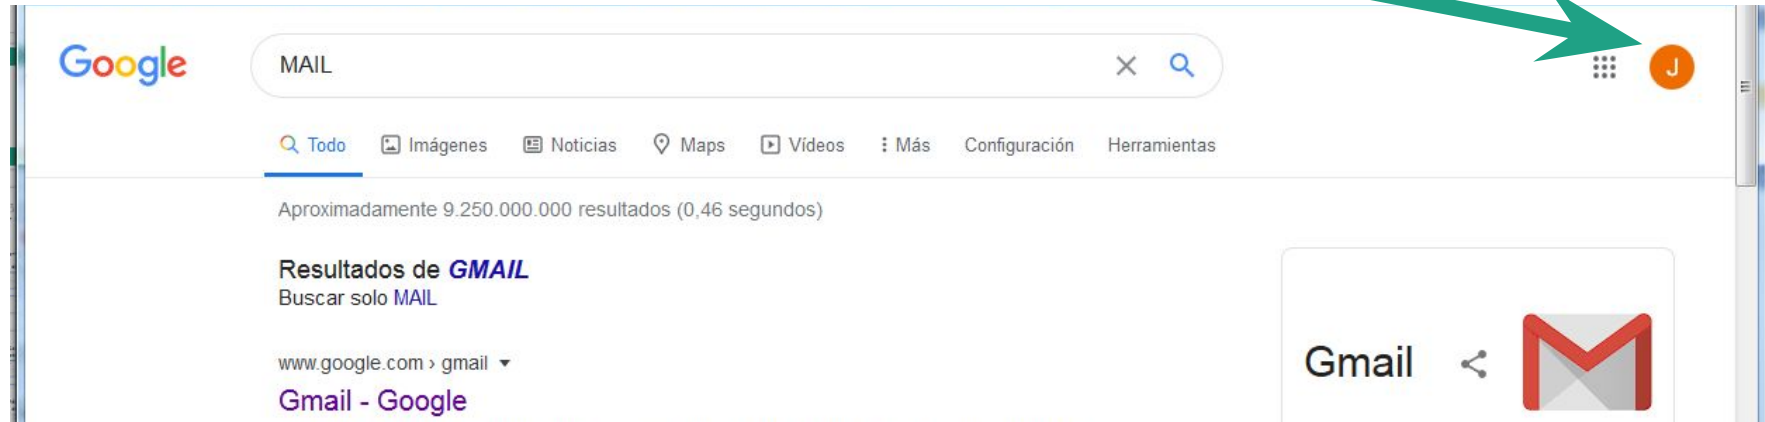 Google
MAIL
J
Todo Imágenes Noticias Maps Vídeos Más Configuración Herramientas
Aproximadamente 9.250.000.000 resultados (0,46 segundos)
Resultados de GMAIL
Buscar solo MAIL
www.google.com › gmail
Gmail - Google
Gmail